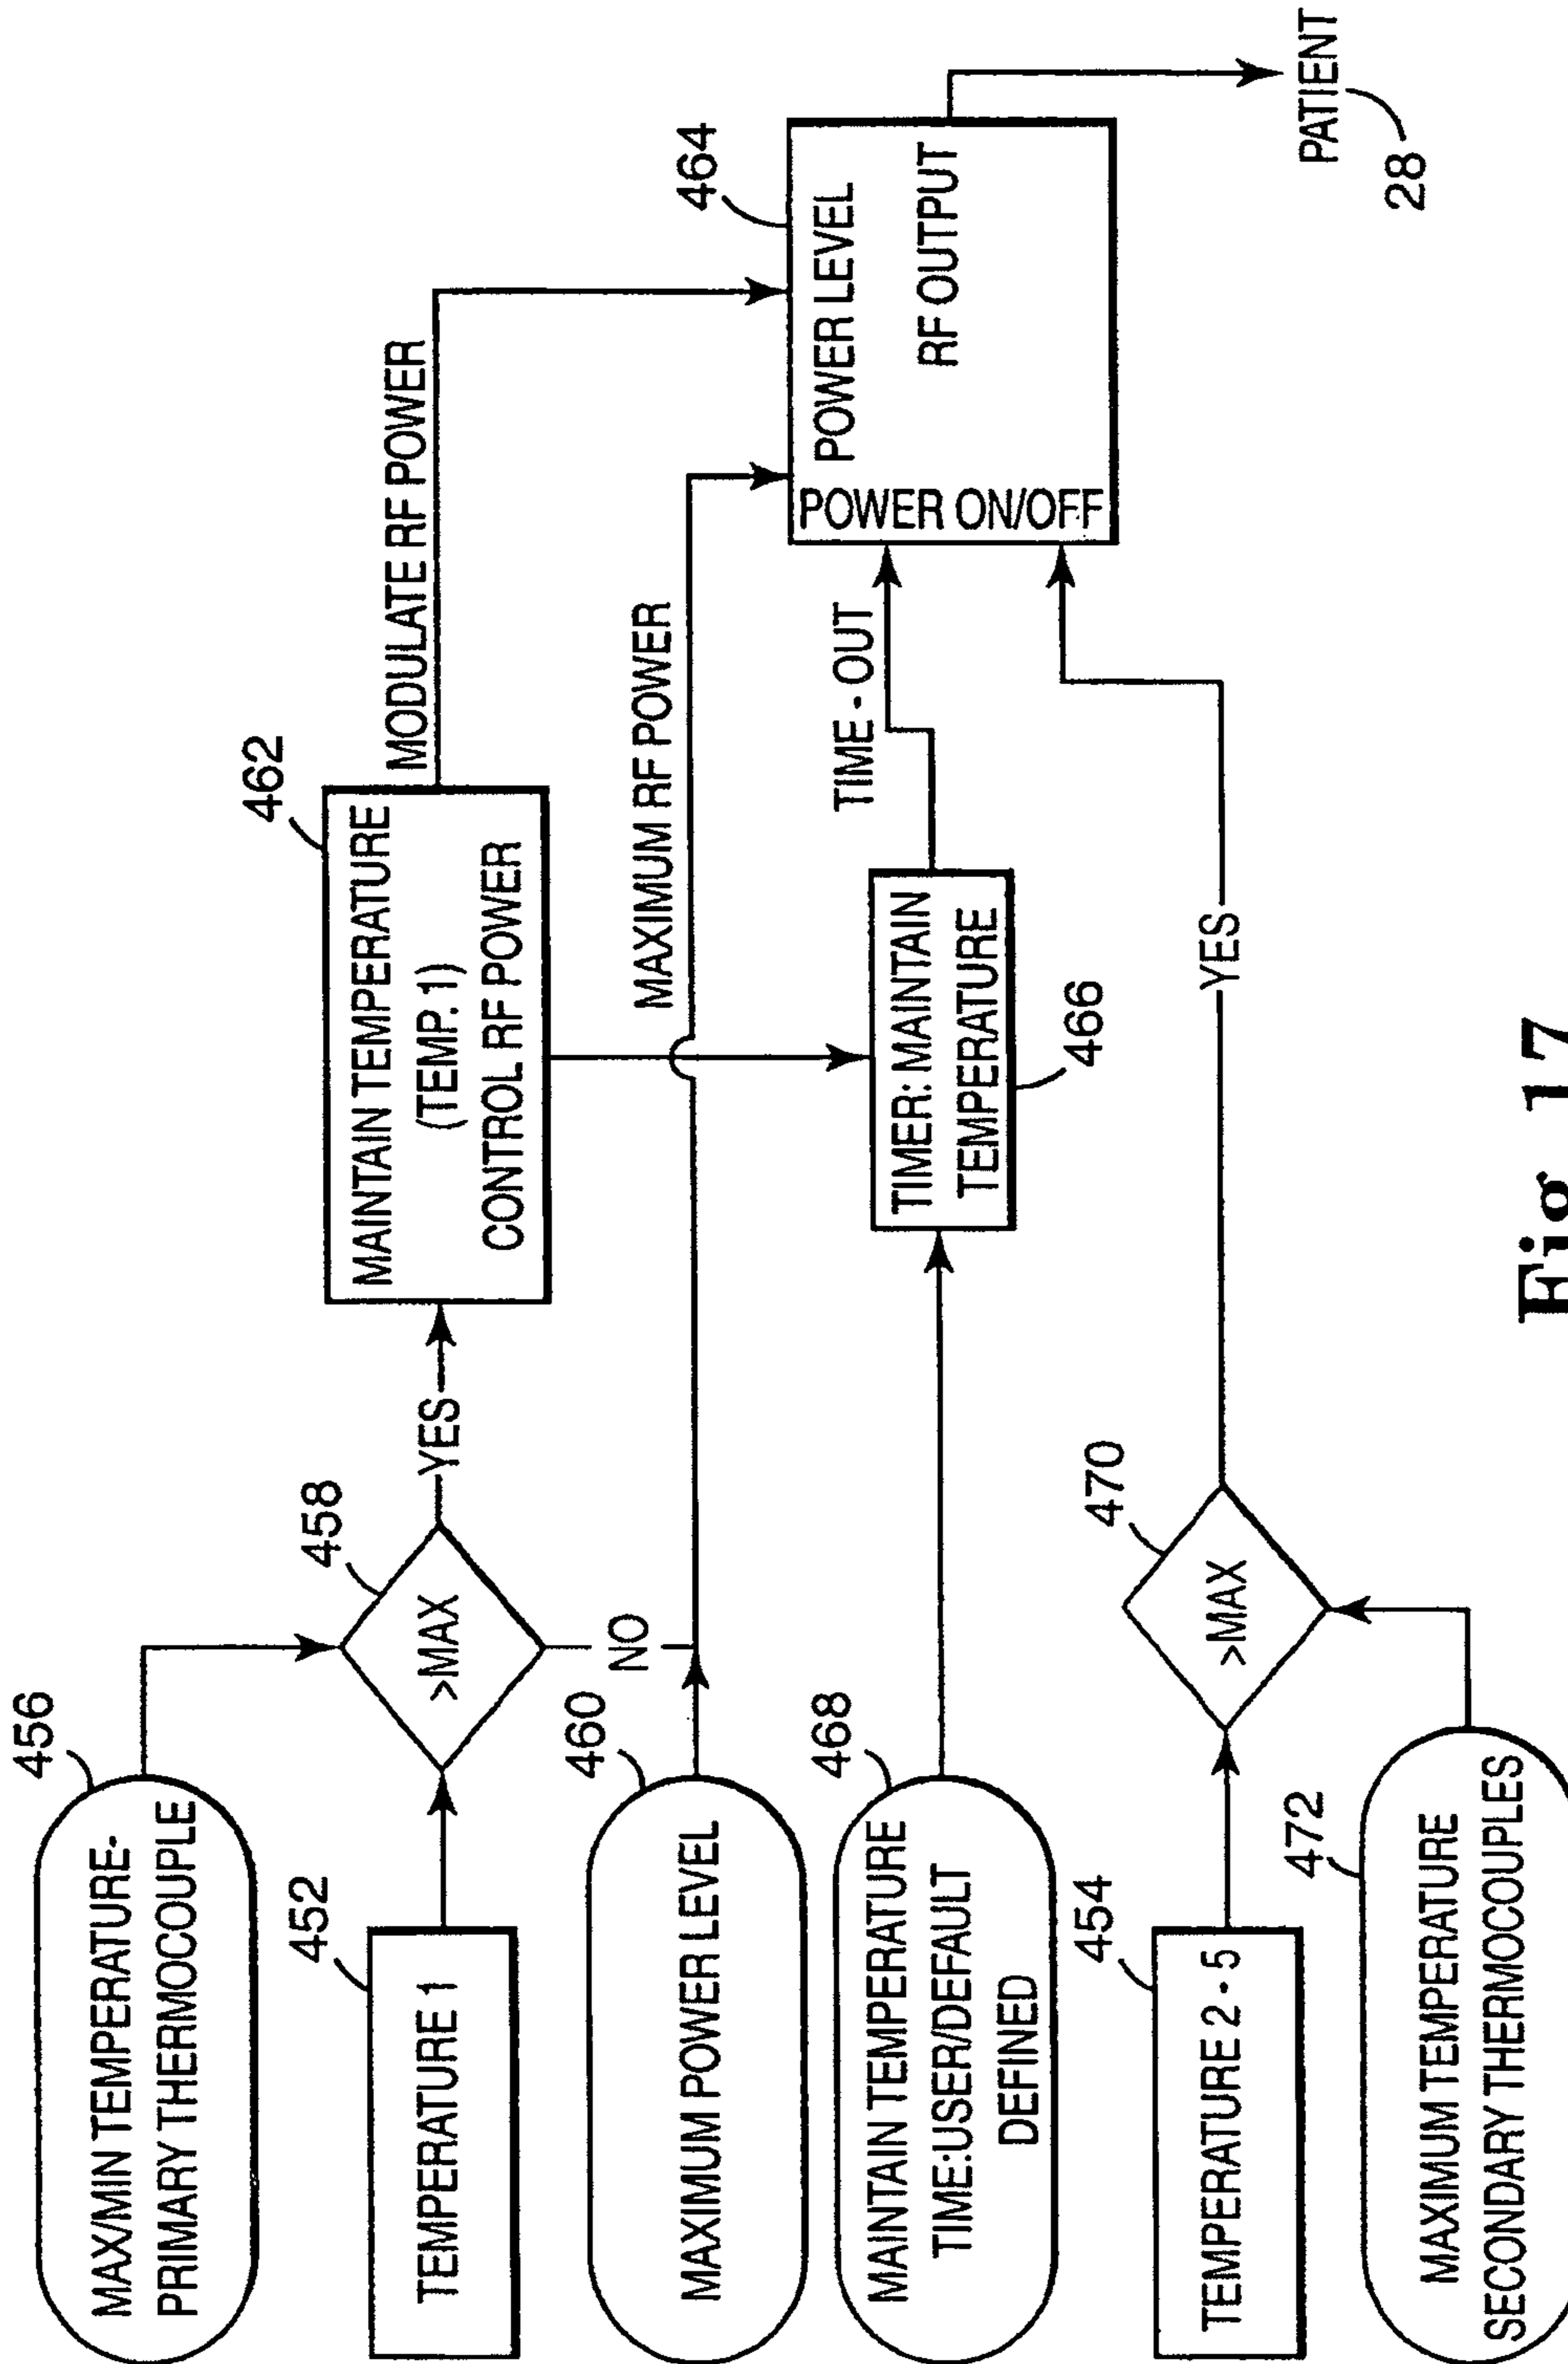 456
MAX/MIN TEMPERATURE-
PRIMARY THERMOCOUPLE
452
TEMPERATURE 1
458
>MAX
YES
NO
462
MAINTAIN TEMPERATURE
(TEMP. 1)
CONTROL RF POWER
MODULATE RF POWER
460
MAXIMUM POWER LEVEL
MAXIMUM RF POWER
464
POWER LEVEL
RF OUTPUT
POWER ON/OFF
PATIENT
28
468
MAINTAIN TEMPERATURE
TIME:USER/DEFAULT
DEFINED
TIMER: MAINTAIN
TEMPERATURE
466
TIME - OUT
454
TEMPERATURE 2 - 5
470
>MAX
YES
472
MAXIMUM TEMPERATURE
SECONDARY THERMOCOUPLES
Fig. 17